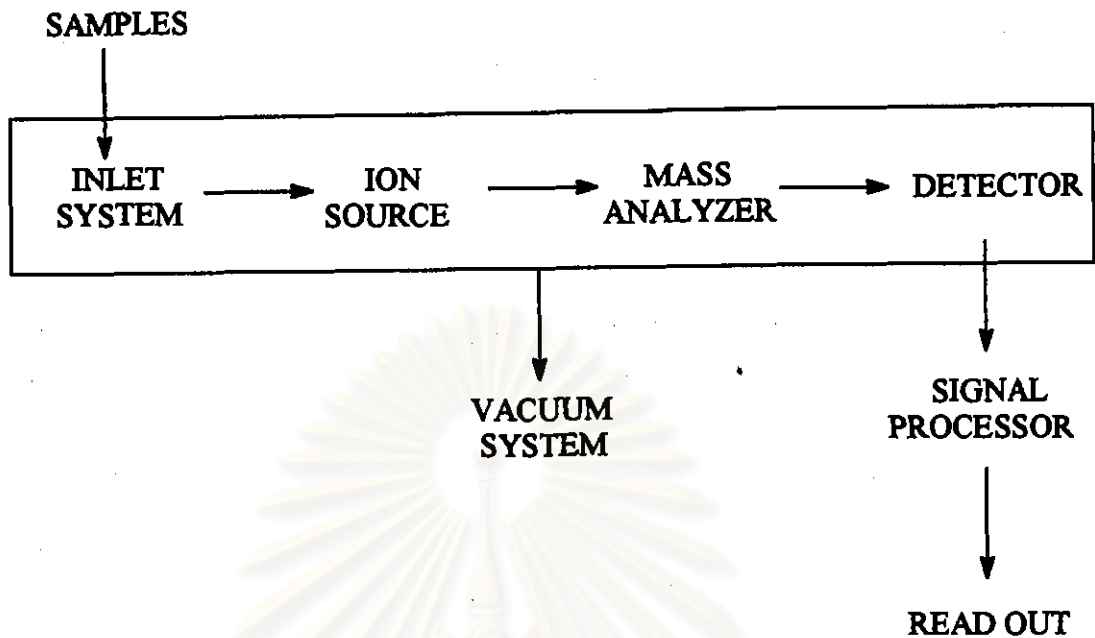 SAMPLES
INLET
SYSTEM
ION
SOURCE
MASS
ANALYZER
DETECTOR
VACUUM
SYSTEM
SIGNAL
PROCESSOR
READ OUT